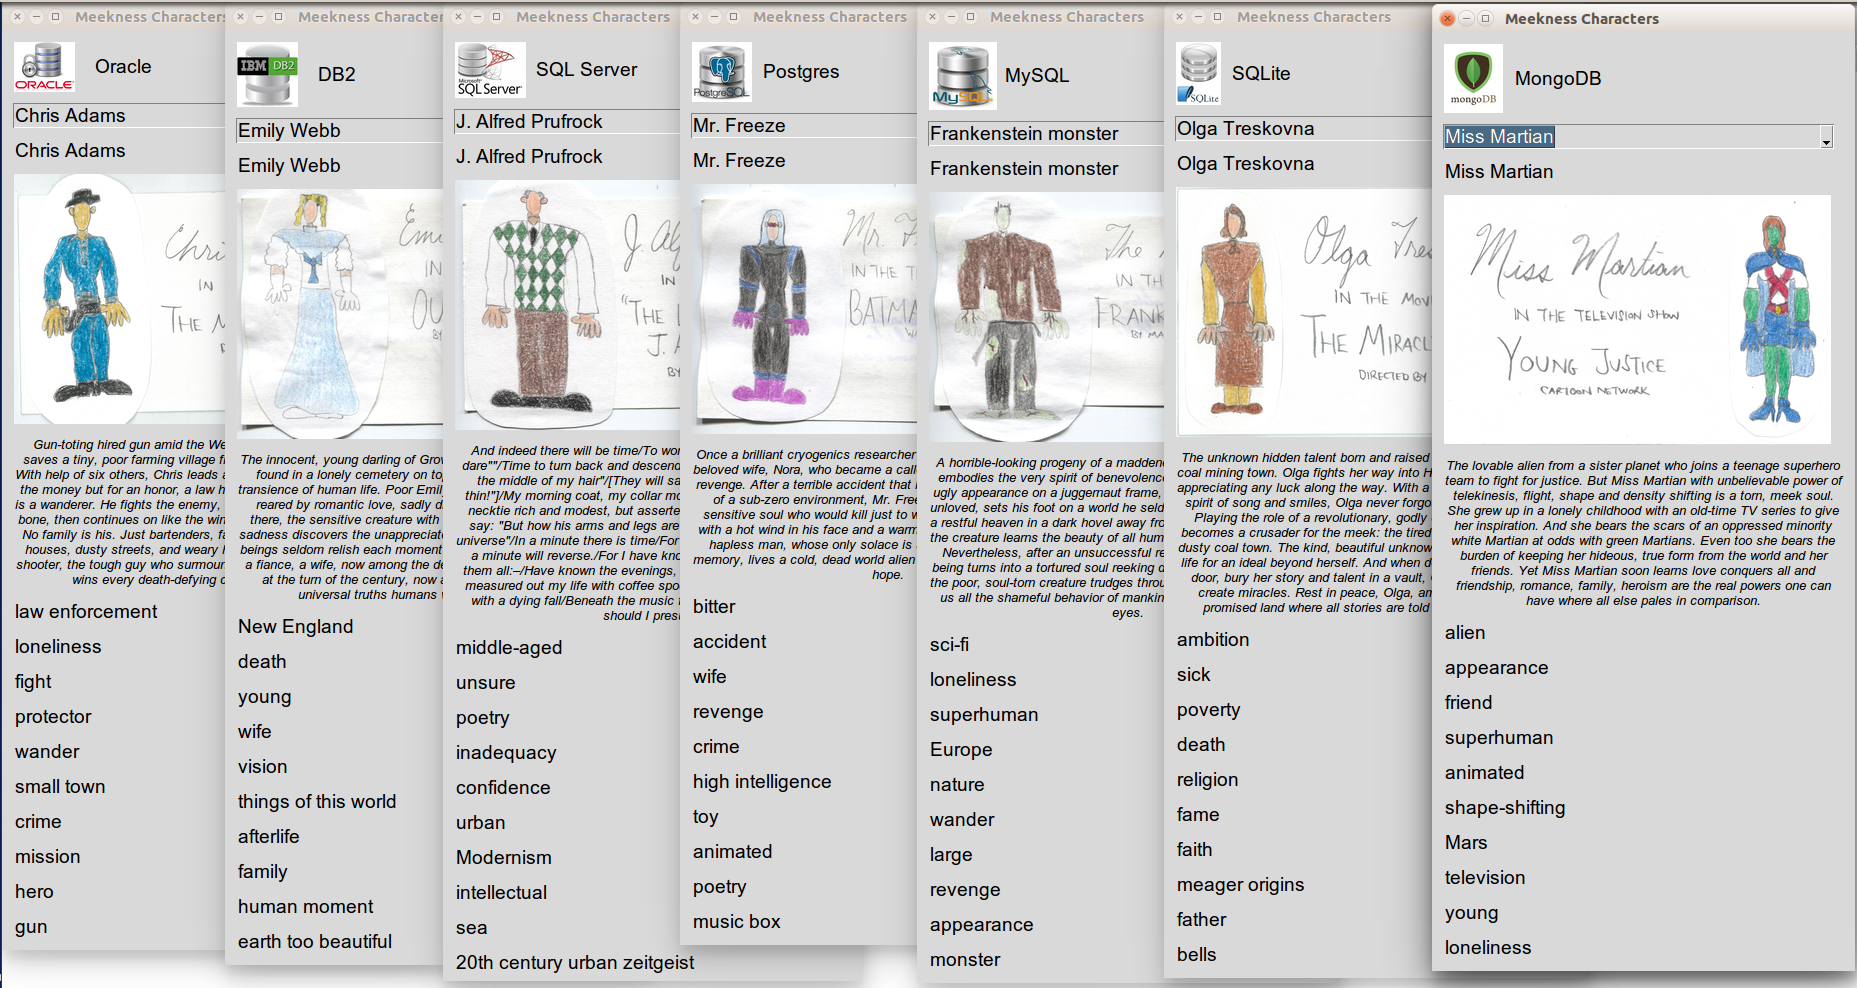 Meekness Characters
ORACLE
Oracle
Chris Adams
Chris Adams
Chri
IN
THE M
Gun-toting hired gun amid the We
saves a tiny, poor farming village f
With help of six others, Chris leads a
the money but for an honor, a law h
is a wanderer. He fights the enemy,
bone, then continues on like the win
No family is his. Just bartenders, fa
houses, dusty streets, and weary
shooter, the tough guy who surmoun
wins every death-defying
law enforcement
loneliness
fight
protector
wander
small town
crime
mission
hero
gun
Meekness Characters
IBM DB2
DB2
Emily Webb
Emily Webb
Emi
IN
OU
BY
The innocent, young darling of Grov
found in a lonely cemetery on to
transience of human life. Poor Emil
reared by romantic love, sadly d
there, the sensitive creature with
sadness discovers the unappreciate
beings seldom relish each moment
a fiance, a wife, now among the de
at the turn of the century, now a
universal truths humans
New England
death
young
wife
vision
things of this world
afterlife
family
human moment
earth too beautiful
Meekness Characters
Microsoft
SQL Server
SQL Server
J. Alfred Prufrock
J. Alfred Prufrock
J. Al
IN
"THE L
J. A
BY
And indeed there will be time/To wo
dare""/Time to turn back and descend
the middle of my hair"/[They will sa
thin!"]/My morning coat, my collar mo
necktie rich and modest, but asserte
say: "But how his arms and legs are
universe"/In a minute there is time/For
a minute will reverse./For I have kno
them all:–/Have known the evenings,
measured out my life with coffee spo
with a dying fall/Beneath the music f
should I presu
middle-aged
unsure
poetry
inadequacy
confidence
urban
Modernism
intellectual
sea
20th century urban zeitgeist
Meekness Characters
PostgreSQL
Postgres
Mr. Freeze
Mr. Freeze
Mr. F
IN THE T
BATMA
Once a brilliant cryogenics researcher
beloved wife, Nora, who became a call
revenge. After a terrible accident that
of a sub-zero environment, Mr. Free
sensitive soul who would kill just to w
with a hot wind in his face and a warm
hapless man, whose only solace is
memory, lives a cold, dead world alien
hope.
bitter
accident
wife
revenge
crime
high intelligence
toy
animated
poetry
music box
Meekness Characters
MySQL
MySQL
Frankenstein monster
Frankenstein monster
The
IN TH
FRANK
BY MA
A horrible-looking progeny of a maddene
embodies the very spirit of benevolence
ugly appearance on a juggernaut frame,
unloved, sets his foot on a world he seld
a restful heaven in a dark hovel away fro
the creature learns the beauty of all hum
Nevertheless, after an unsuccessful re
being turns into a tortured soul reeking d
the poor, soul-torn creature trudges throu
us all the shameful behavior of mankin
eyes.
sci-fi
loneliness
superhuman
Europe
nature
wander
large
revenge
appearance
monster
Meekness Characters
SQLite
SQLite
Olga Treskovna
Olga Treskovna
Olga Tres
IN THE MOV
THE MIRACL
DIRECTED BY
The unknown hidden talent born and raised
coal mining town. Olga fights her way into H
appreciating any luck along the way. With a
spirit of song and smiles, Olga never forgo
Playing the role of a revolutionary, godly
becomes a crusader for the meek: the tired
dusty coal town. The kind, beautiful unknow
life for an ideal beyond herself. And when d
door, bury her story and talent in a vault,
create miracles. Rest in peace, Olga, an
promised land where all stories are told
ambition
sick
poverty
death
religion
fame
faith
meager origins
father
bells
Meekness Characters
mongoDB
MongoDB
Miss Martian
Miss Martian
Miss Martian
IN THE TELEVISION SHOW
YOUNG JUSTICE
CARTOON NETWORK
The lovable alien from a sister planet who joins a teenage superhero
team to fight for justice. But Miss Martian with unbelievable power of
telekinesis, flight, shape and density shifting is a torn, meek soul.
She grew up in a lonely childhood with an old-time TV series to give
her inspiration. And she bears the scars of an oppressed minority
white Martian at odds with green Martians. Even too she bears the
burden of keeping her hideous, true form from the world and her
friends. Yet Miss Martian soon learns love conquers all and
friendship, romance, family, heroism are the real powers one can
have where all else pales in comparison.
alien
appearance
friend
superhuman
animated
shape-shifting
Mars
television
young
loneliness